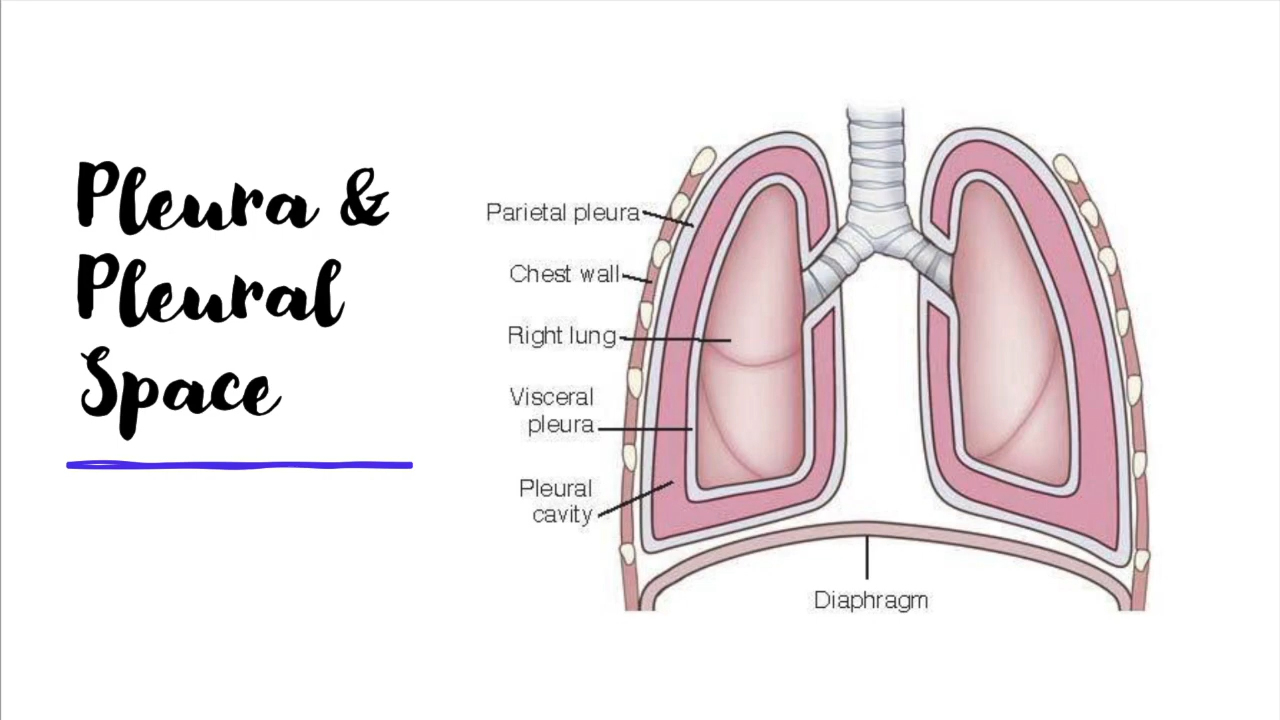 Pleura &
Pleural
Space
Parietal pleura
Chest wall
Right lung
Visceral
pleura
Pleural
cavity
Diaphragm